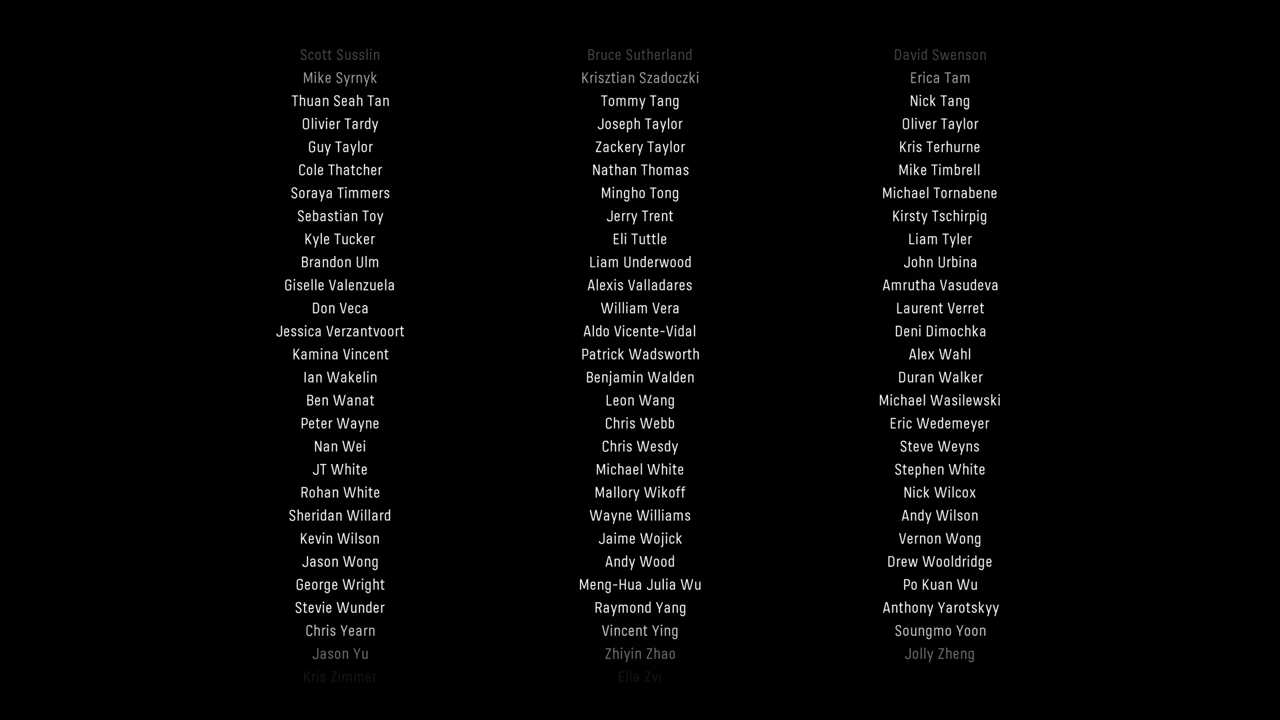 Scott Susslin Bruce Sutherland David Swenson
Mike Syrnyk Krisztian Szadoczki Erica Tam
Thuan Seah Tan Tommy Tang Nick Tang
Olivier Tardy Joseph Taylor Oliver Taylor
Guy Taylor Zackery Taylor Kris Terhurne
Cole Thatcher Nathan Thomas Mike Timbrell
Soraya Timmers Mingho Tong Michael Tornabene
Sebastian Toy Jerry Trent Kirsty Tschirpig
Kyle Tucker Eli Tuttle Liam Tyler
Brandon Ulm Liam Underwood John Urbina
Giselle Valenzuela Alexis Valladares Amrutha Vasudeva
Don Veca William Vera Laurent Verret
Jessica Verzantvoort Aldo Vicente-Vidal Deni Dimochka
Kamina Vincent Patrick Wadsworth Alex Wahl
Ian Wakelin Benjamin Walden Duran Walker
Ben Wanat Leon Wang Michael Wasilewski
Peter Wayne Chris Webb Eric Wedemeyer
Nan Wei Chris Wesdy Steve Weyns
JT White Michael White Stephen White
Rohan White Mallory Wikoff Nick Wilcox
Sheridan Willard Wayne Williams Andy Wilson
Kevin Wilson Jaime Wojick Vernon Wong
Jason Wong Andy Wood Drew Wooldridge
George Wright Meng-Hua Julia Wu Po Kuan Wu
Stevie Wunder Raymond Yang Anthony Yarotskyy
Chris Yearn Vincent Ying Soungmo Yoon
Jason Yu Zhiyin Zhao Jolly Zheng
Kris Zimmer Ella Zvi